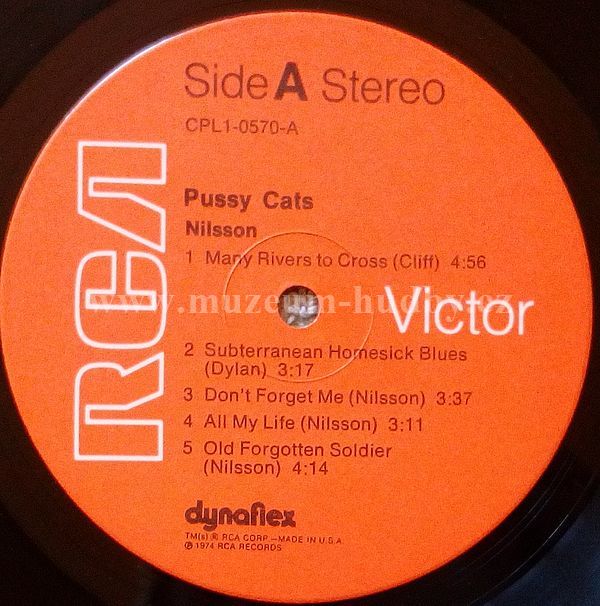 Side A Stereo
CPL1-0570-A
RCA
Pussy Cats
Nilsson
1 Many Rivers to Cross (Cliff) 4:56
www.muzeum-hudby.cz
Victor
2 Subterranean Homesick Blues
(Dylan) 3:17
3 Don't Forget Me (Nilsson) 3:37
4 All My Life (Nilsson) 3:11
5 Old Forgotten Soldier
(Nilsson) 4:14
dynaflex
TM(s) ® RCA CORP.—MADE IN U.S.A.
℗ 1974 RCA RECORDS